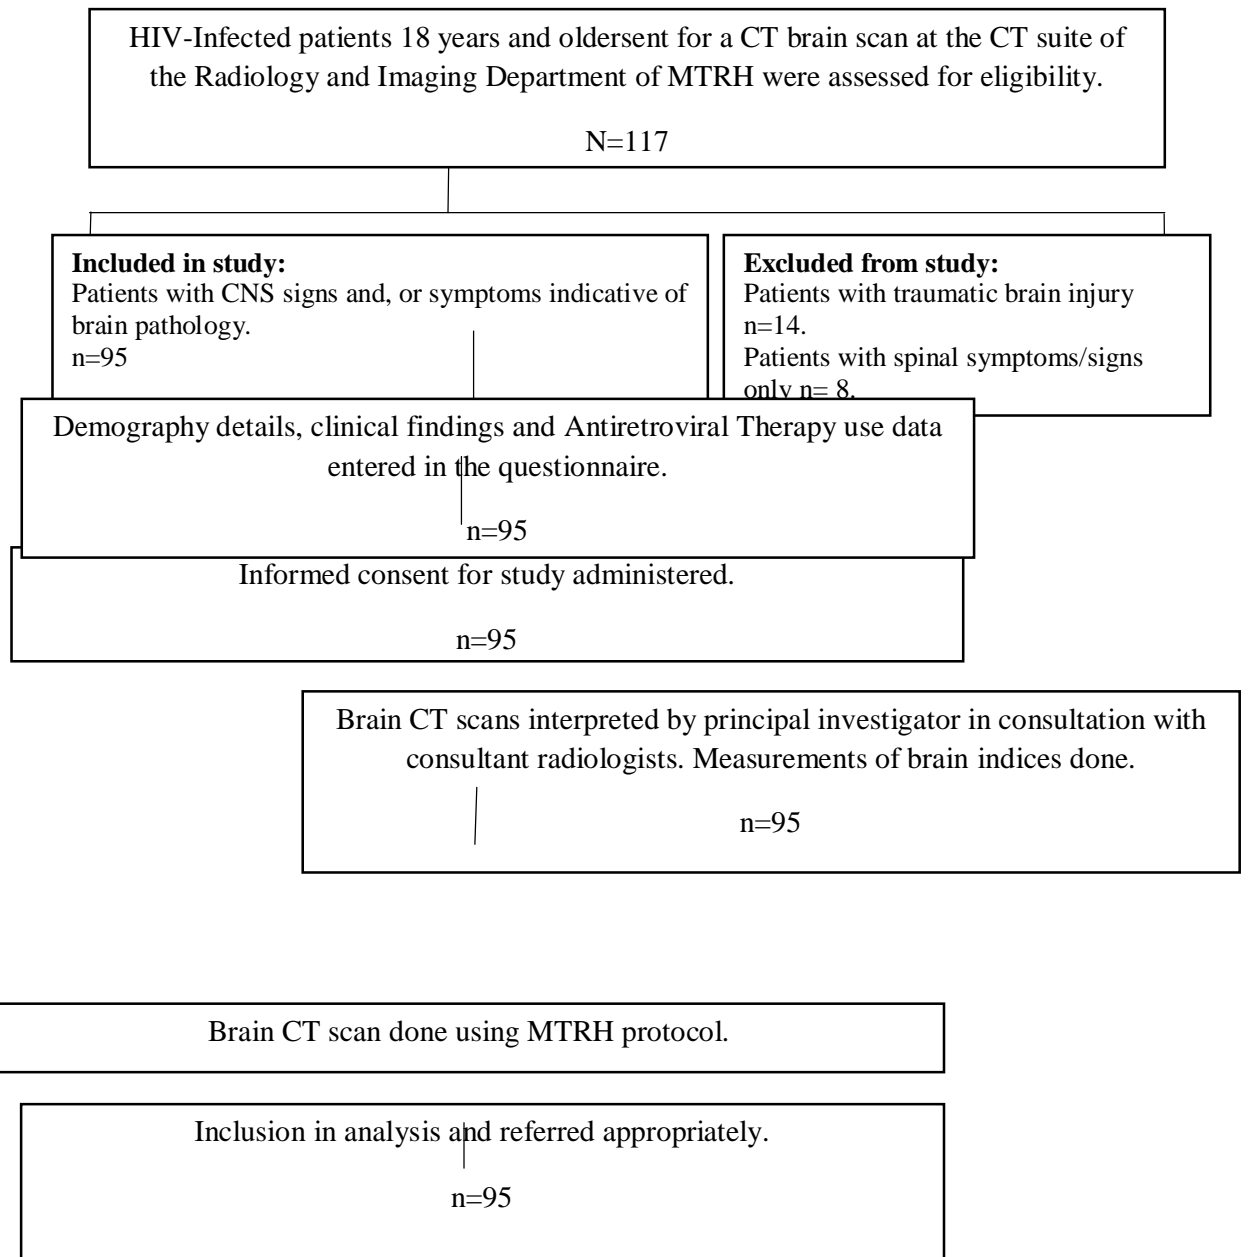 HIV-Infected patients 18 years and oldersent for a CT brain scan at the CT suite of
the Radiology and Imaging Department of MTRH were assessed for eligibility.
N=117
Included in study:
Patients with CNS signs and, or symptoms indicative of
brain pathology.
n=95
Excluded from study:
Patients with traumatic brain injury
n=14.
Patients with spinal symptoms/signs
only n= 8.
Demography details, clinical findings and Antiretroviral Therapy use data
entered in the questionnaire.
n=95
Informed consent for study administered.
n=95
Brain CT scans interpreted by principal investigator in consultation with
consultant radiologists. Measurements of brain indices done.
n=95
Brain CT scan done using MTRH protocol.
Inclusion in analysis and referred appropriately.
n=95